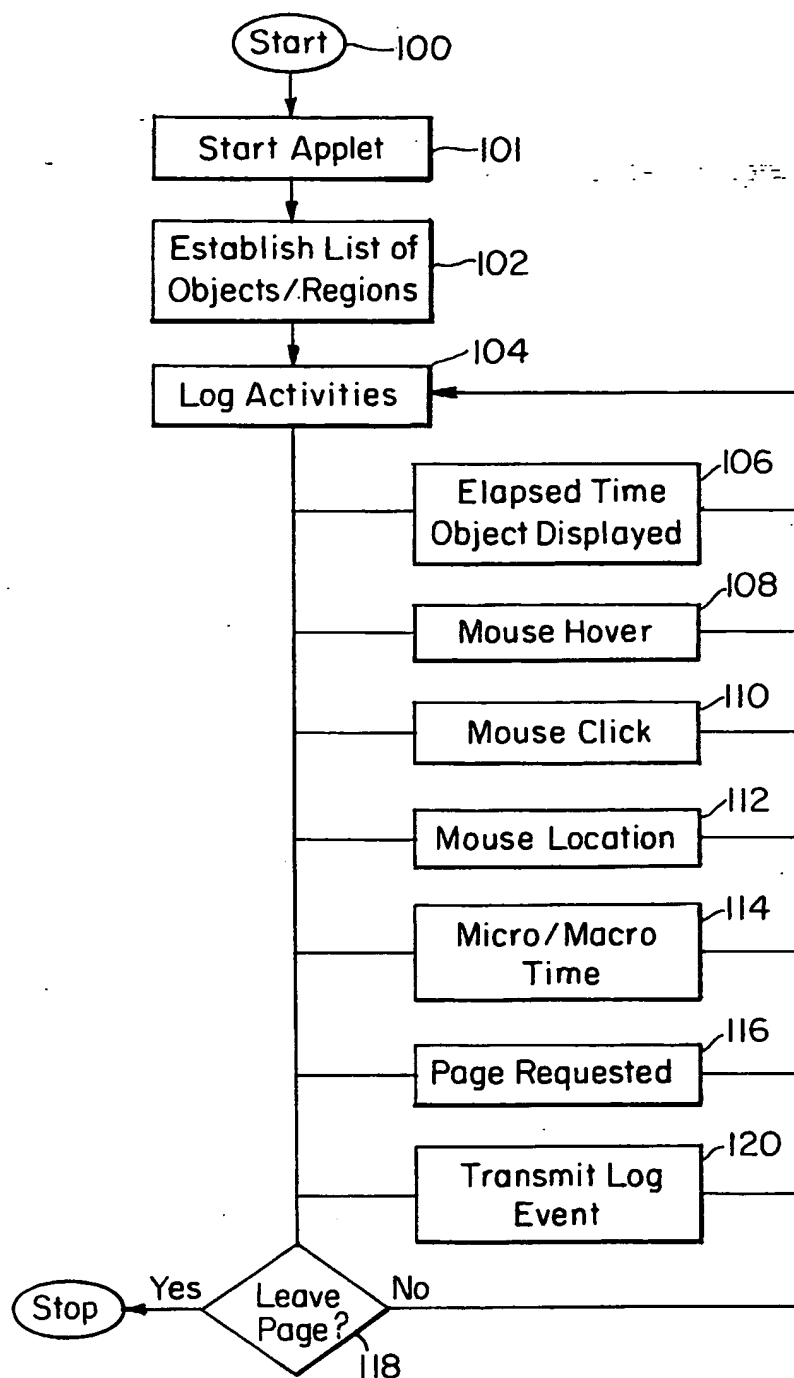 Start
100
Start Applet
101
Establish List of
Objects/Regions
102
104
Log Activities
106
Elapsed Time
Object Displayed
108
Mouse Hover
110
Mouse Click
112
Mouse Location
114
Micro/Macro
Time
116
Page Requested
120
Transmit Log
Event
Yes
No
Stop
Leave
Page?
118